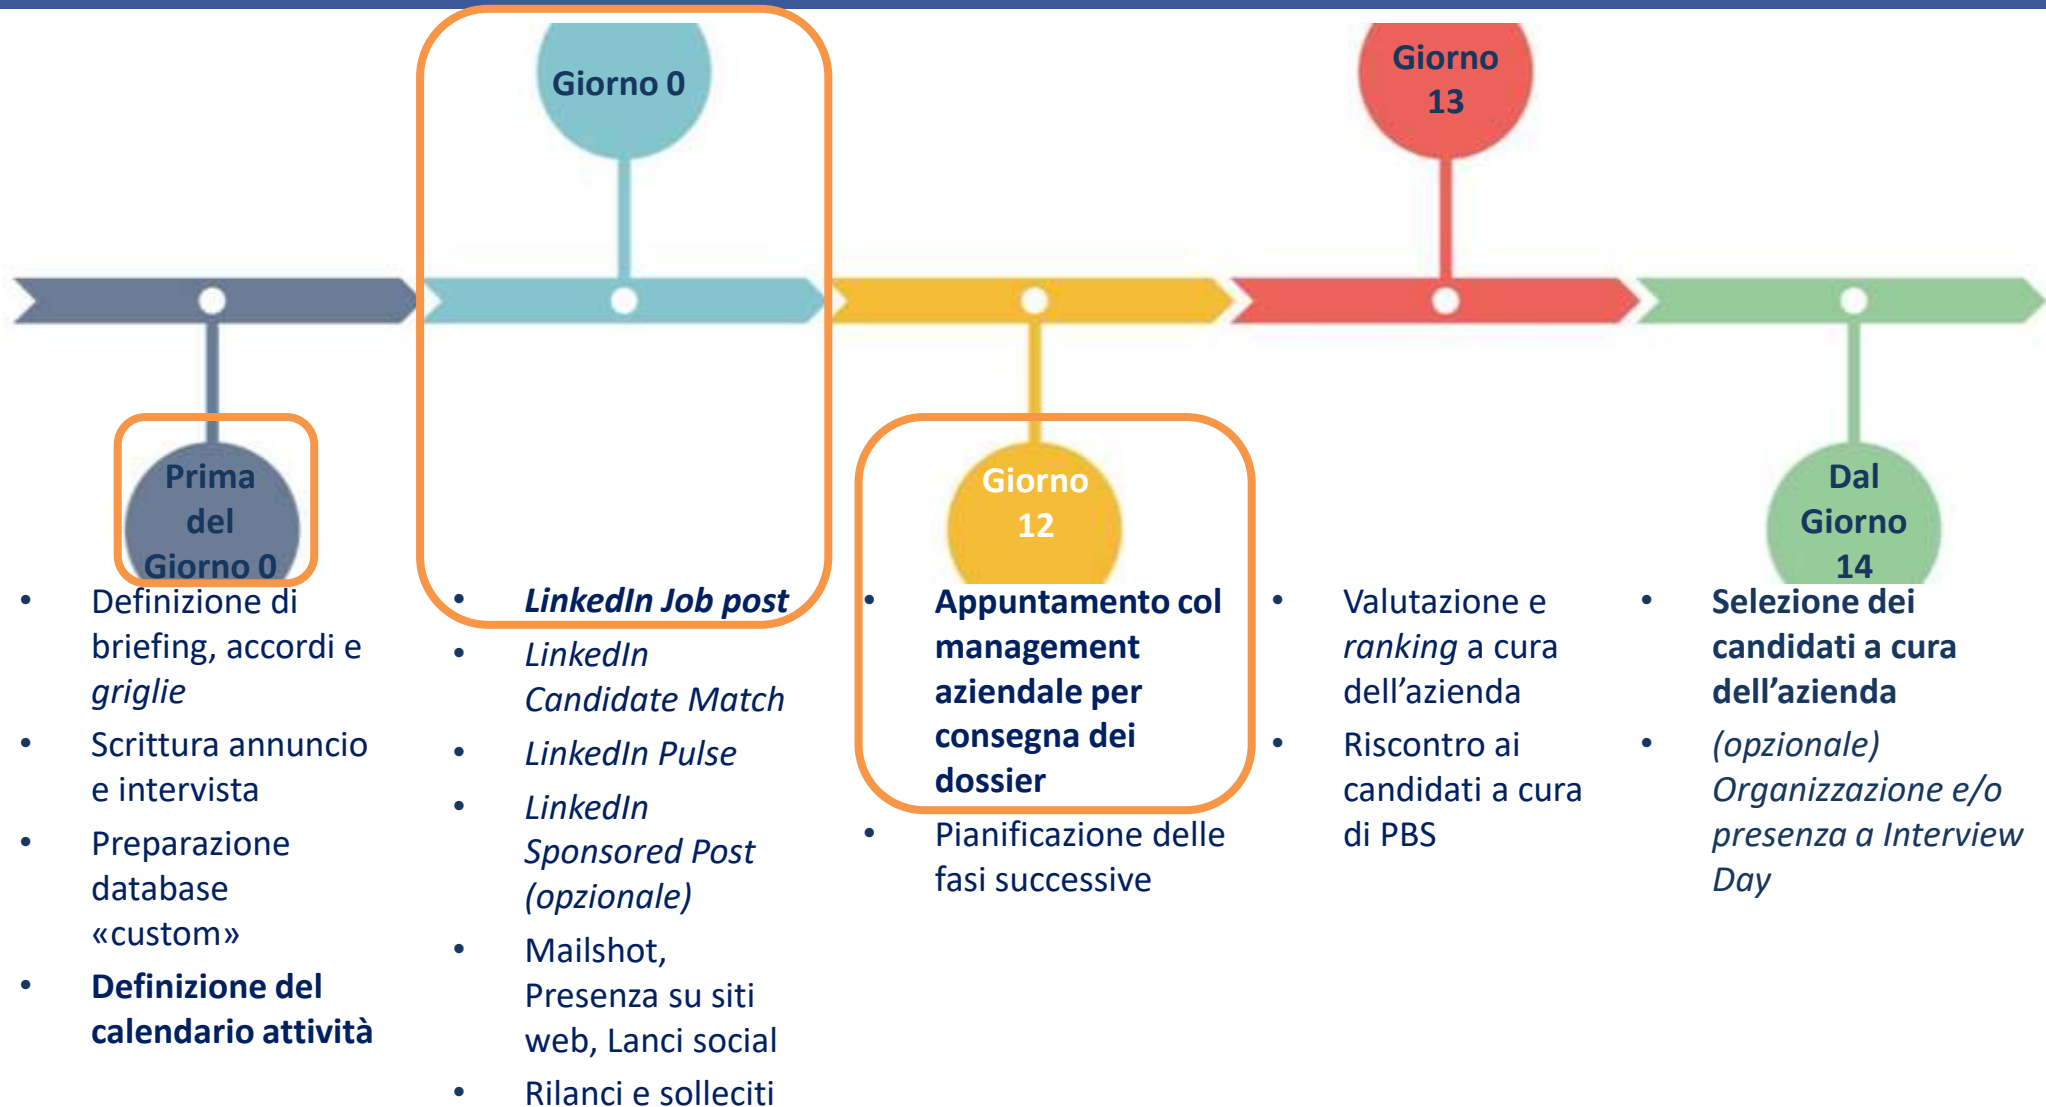 Giorno 0
Giorno
13
Prima
del
Giorno 0
Giorno
12
Dal
Giorno
14
• Definizione di
briefing, accordi e
griglie
• Scrittura annuncio
e intervista
• Preparazione
database
«custom»
• Definizione del
calendario attività
• LinkedIn Job post
• LinkedIn
Candidate Match
• LinkedIn Pulse
• LinkedIn
Sponsored Post
(opzionale)
• Mailshot,
Presenza su siti
web, Lanci social
• Rilanci e solleciti
• Appuntamento col
management
aziendale per
consegna dei
dossier
• Pianificazione delle
fasi successive
• Valutazione e
ranking a cura
dell’azienda
• Riscontro ai
candidati a cura
di PBS
• Selezione dei
candidati a cura
dell’azienda
• (opzionale)
Organizzazione e/o
presenza a Interview
Day